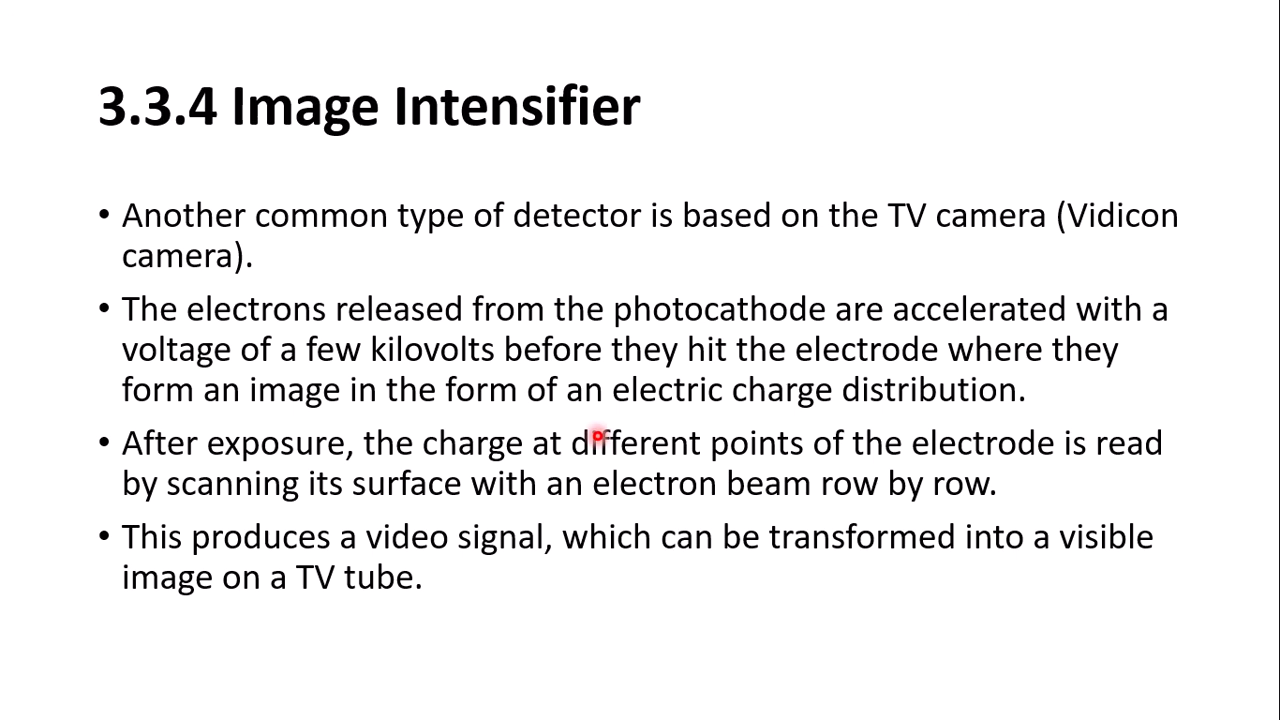 3.3.4 Image Intensifier
• Another common type of detector is based on the TV camera (Vidicon
camera).
• The electrons released from the photocathode are accelerated with a
voltage of a few kilovolts before they hit the electrode where they
form an image in the form of an electric charge distribution.
• After exposure, the charge at different points of the electrode is read
by scanning its surface with an electron beam row by row.
• This produces a video signal, which can be transformed into a visible
image on a TV tube.